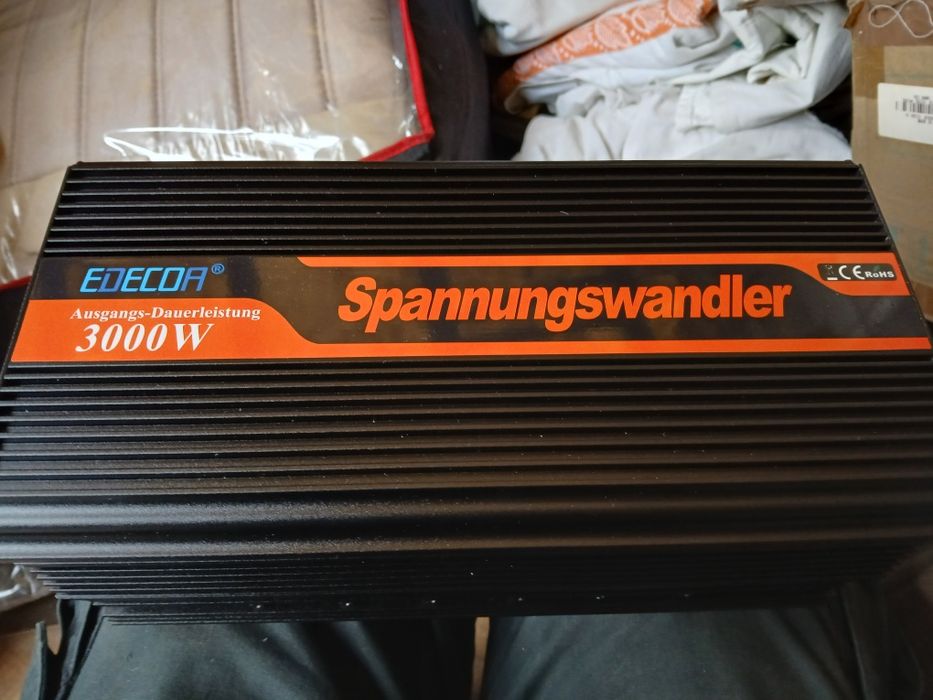 EDECOA®
Spannungswandler
CE RoHS
Ausgangs-Dauerleistung
3000W